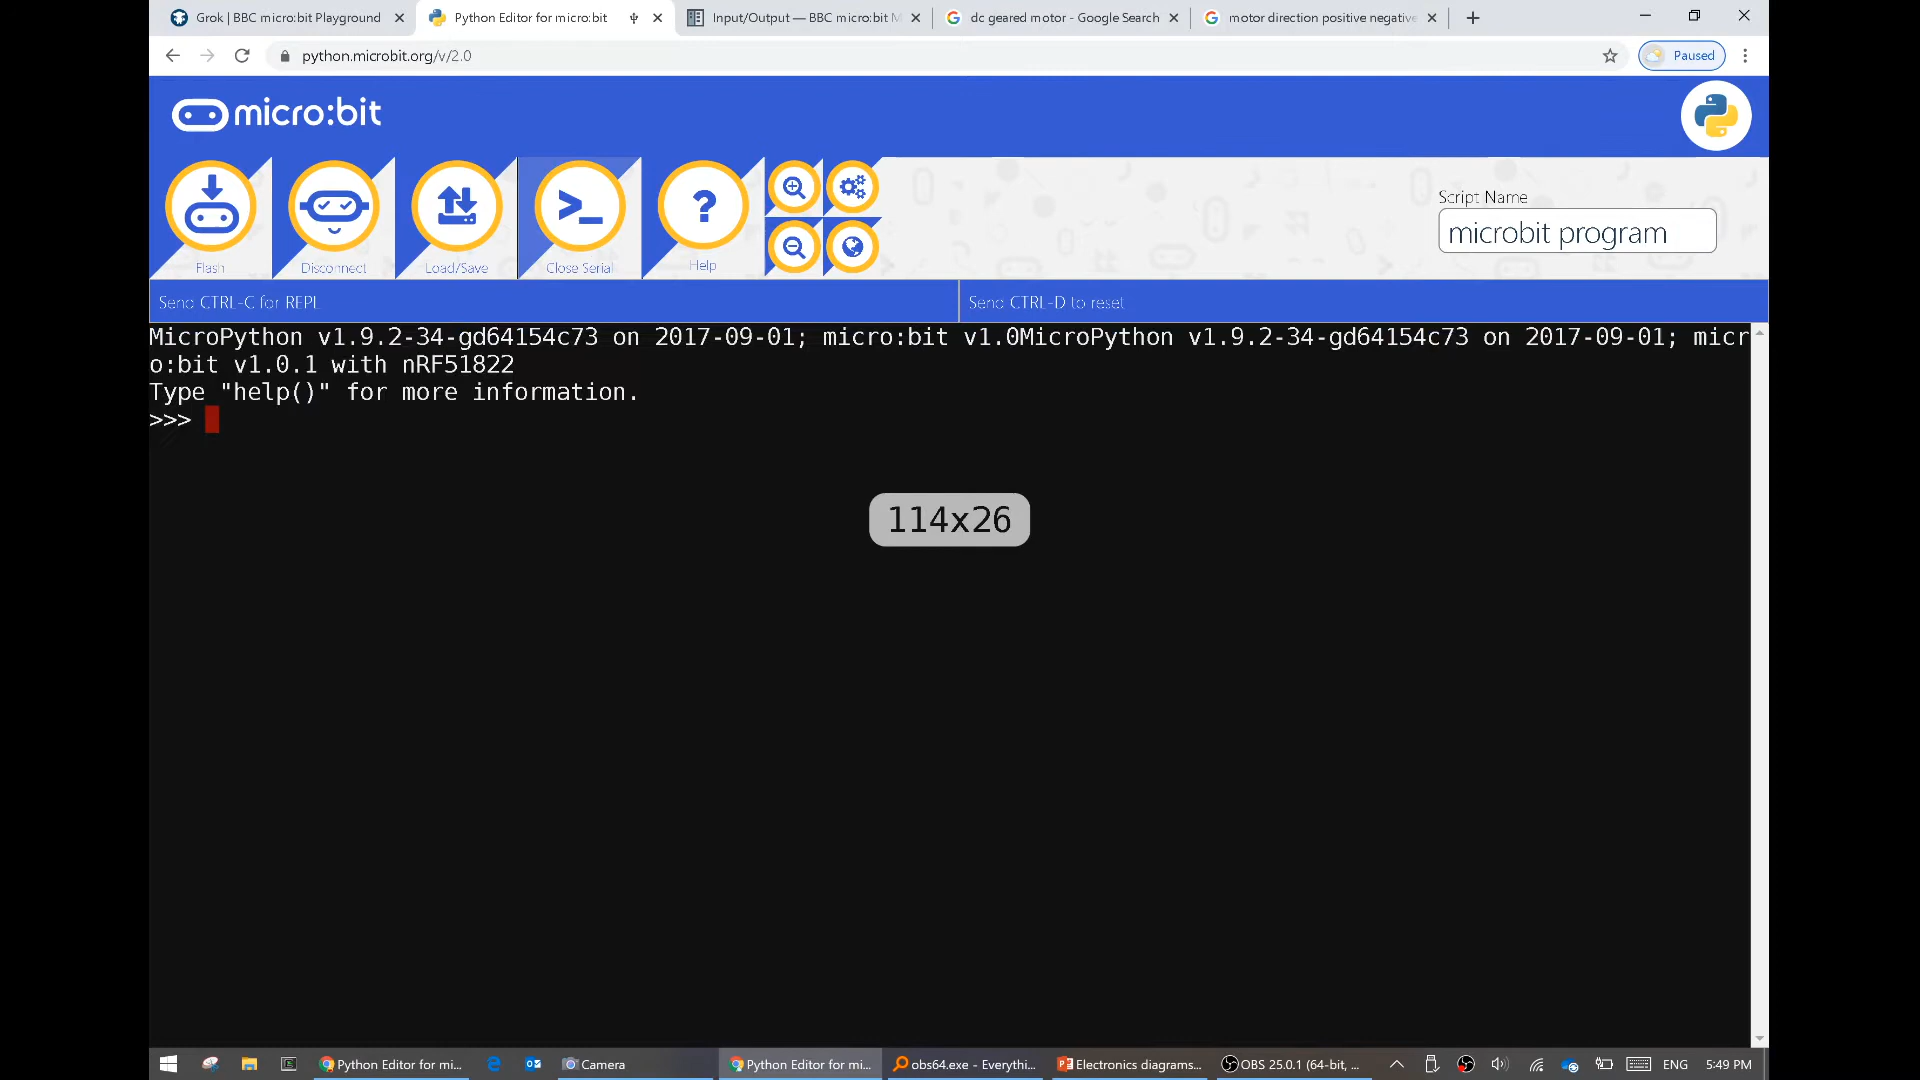 Grok | BBC micro:bit Playground
Python Editor for micro:bit
Input/Output — BBC micro:bit M
dc geared motor - Google Search
motor direction positive negative
python.microbit.org/v/2.0
Paused
micro:bit
Flash
Disconnect
Load/Save
Close Serial
Help
Script Name
microbit program
Send CTRL-C for REPL
Send CTRL-D to reset
MicroPython v1.9.2-34-gd64154c73 on 2017-09-01; micro:bit v1.0MicroPython v1.9.2-34-gd64154c73 on 2017-09-01; micr
o:bit v1.0.1 with nRF51822
Type "help()" for more information.
>>>
114x26
Python Editor for mi...
Camera
Python Editor for mi...
obs64.exe - Everythi...
Electronics diagrams...
OBS 25.0.1 (64-bit, ...
ENG
5:49 PM